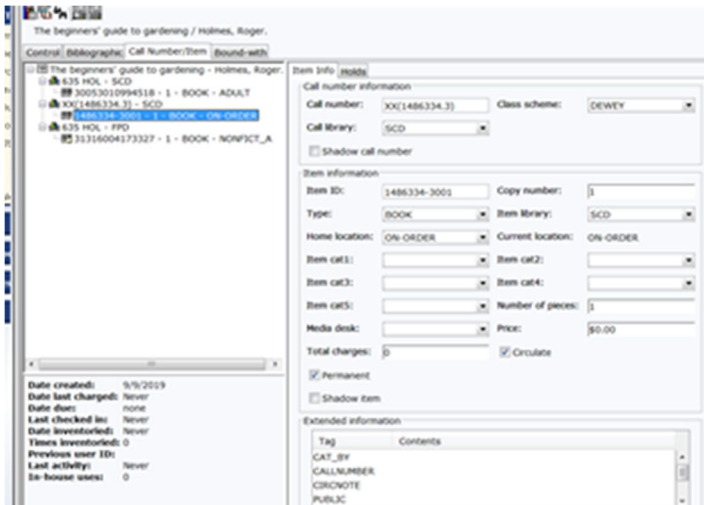 The beginners' guide to gardening / Holmes, Roger.
Control Bibliographic Call Number/Item Bound-with
The beginners' guide to gardening - Holmes, Roger.
635 HOL - SCD
30053010994518 - 1 - BOOK - ADULT
XX(1486334.3) - SCD
1486334-3001 - 1 - BOOK - ON-ORDER
635 HOL - FPD
31316004173327 - 1 - BOOK - NONFICT_A
Date created: 9/9/2019
Date last charged: Never
Date due: none
Last checked in: Never
Date inventoried: Never
Times inventoried: 0
Previous user ID:
Last activity: Never
In-house uses: 0
Item Info Holds
Call number information
Call number: XX(1486334.3) Class scheme: DEWEY
Call library: SCD
Shadow call number
Item information
Item ID: 1486334-3001 Copy number: 1
Type: BOOK Item library: SCD
Home location: ON-ORDER Current location: ON-ORDER
Item cat1: Item cat2:
Item cat3: Item cat4:
Item cat5: Number of pieces: 1
Media desk: Price: $0.00
Total charges: 0 Circulate
Permanent
Shadow item
Extended information
Tag Contents
CAT_BY
CALLNUMBER
CIRCNOTE
PUBLIC